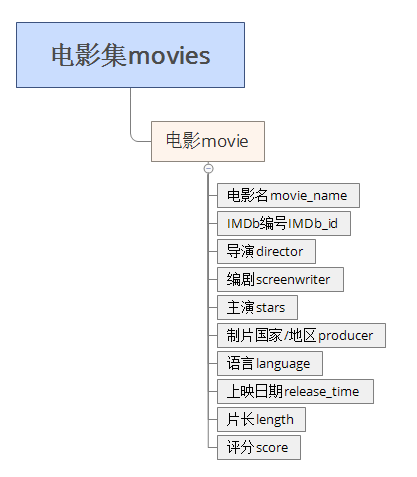 电影集movies
电影movie
电影名movie_name
IMDb编号IMDb_id
导演director
编剧screenwriter
主演stars
制片国家/地区producer
语言language
上映日期release_time
片长length
评分score